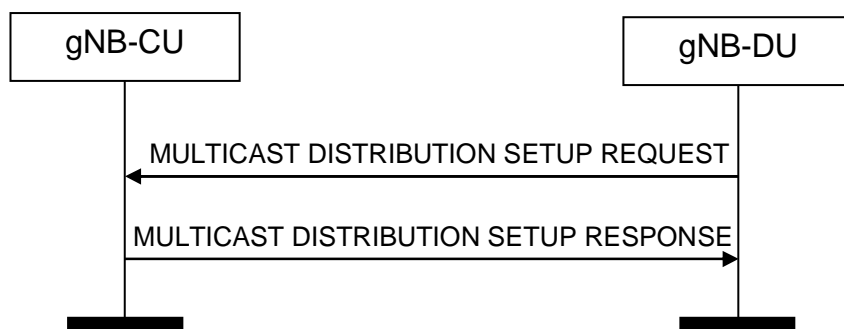 gNB-CU
gNB-DU
MULTICAST DISTRIBUTION SETUP REQUEST
MULTICAST DISTRIBUTION SETUP RESPONSE